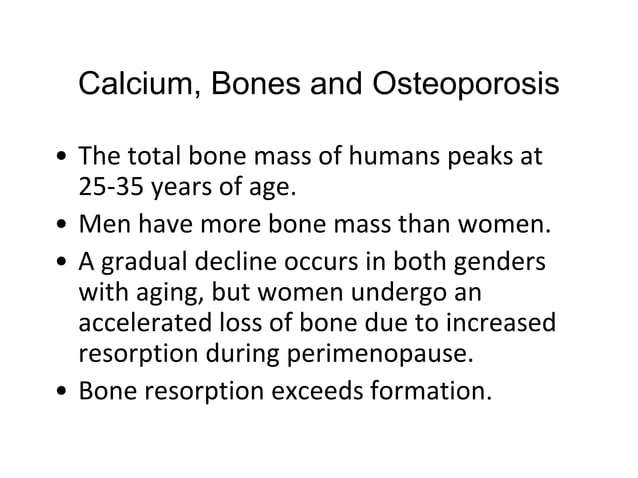 Calcium, Bones and Osteoporosis
• The total bone mass of humans peaks at
25-35 years of age.
• Men have more bone mass than women.
• A gradual decline occurs in both genders
with aging, but women undergo an
accelerated loss of bone due to increased
resorption during perimenopause.
• Bone resorption exceeds formation.